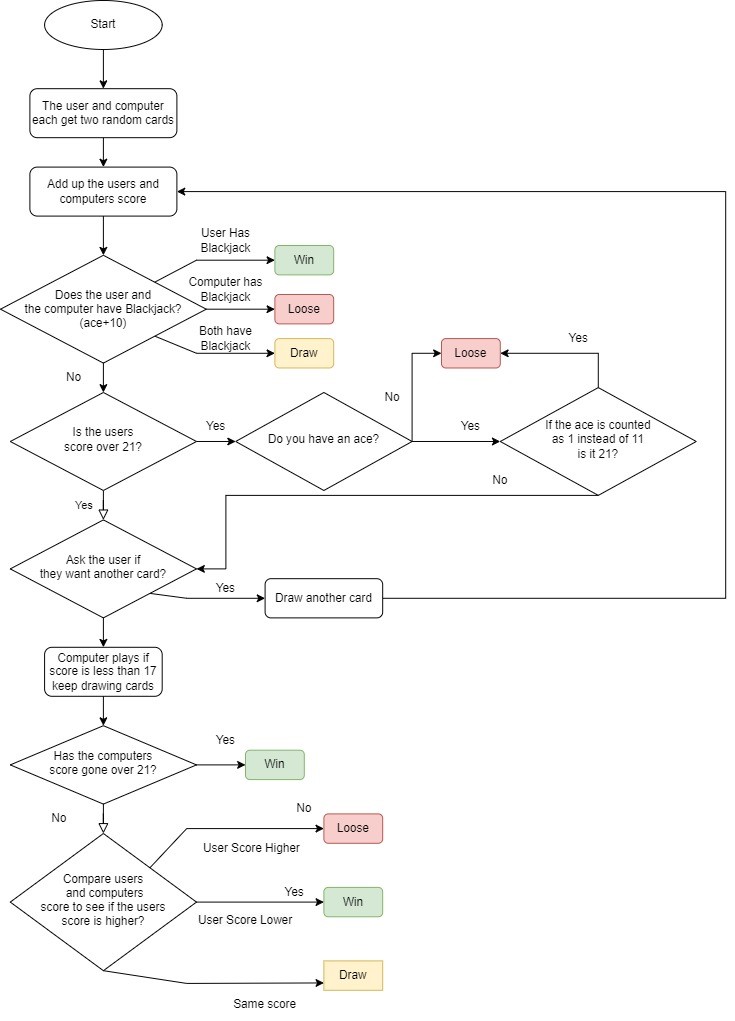 Start
The user and computer
each get two random cards
Add up the users and
computers score
User Has
Blackjack
Win
Does the user and
the computer have Blackjack?
(ace+10)
Computer has
Blackjack
Loose
Both have
Blackjack
Draw
No
Is the users
score over 21?
Yes
Do you have an ace?
No
Loose
Yes
Yes
If the ace is counted
as 1 instead of 11
is it 21?
No
Yes
Ask the user if
they want another card?
Yes
Draw another card
Computer plays if
score is less than 17
keep drawing cards
Has the computers
score gone over 21?
Yes
Win
No
Compare users
and computers
score to see if the users
score is higher?
No
User Score Higher
Loose
Yes
User Score Lower
Win
Draw
Same score